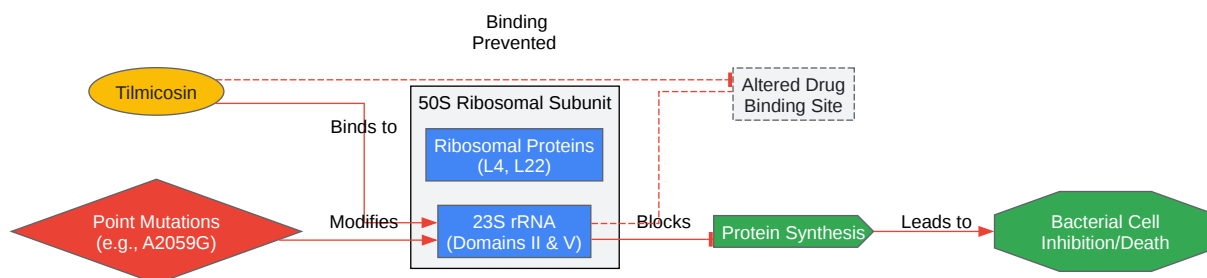 Binding
Prevented
Tilmicosin
Altered Drug
Binding Site
50S Ribosomal Subunit
Binds to
Ribosomal Proteins
(L4, L22)
Point Mutations
(e.g., A2059G)
Modifies
23S rRNA
(Domains II & V)
Blocks
Protein Synthesis
Leads to
Bacterial Cell
Inhibition/Death